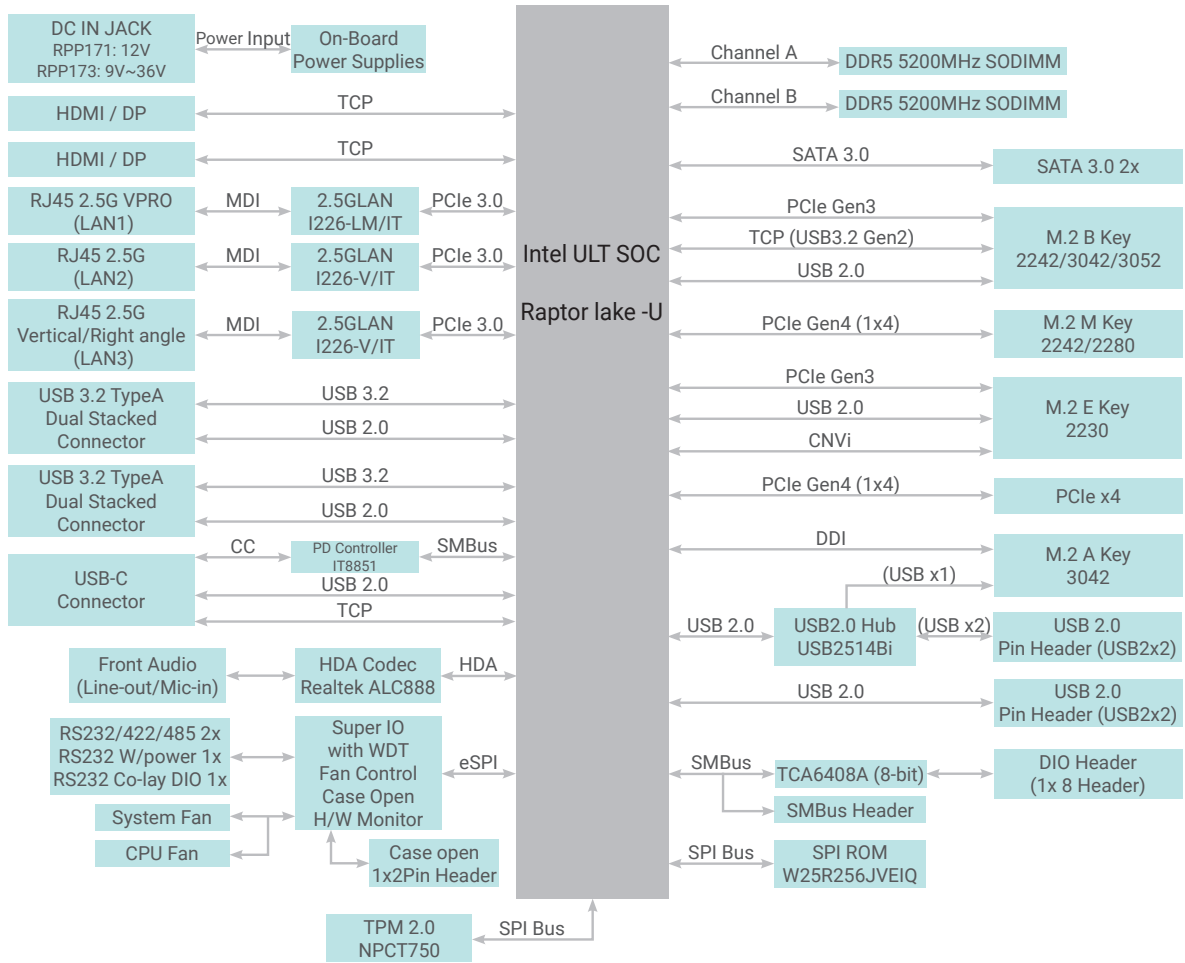 DC IN JACK
RPP171: 12V
RPP173: 9V~36V
Power Input
On-Board
Power Supplies
HDMI / DP
TCP
HDMI / DP
TCP
RJ45 2.5G VPRO
(LAN1)
MDI
2.5GLAN
I226-LM/IT
PCIe 3.0
RJ45 2.5G
(LAN2)
MDI
2.5GLAN
I226-V/IT
PCIe 3.0
RJ45 2.5G
Vertical/Right angle
(LAN3)
MDI
2.5GLAN
I226-V/IT
PCIe 3.0
USB 3.2 TypeA
Dual Stacked
Connector
USB 3.2
USB 2.0
USB 3.2 TypeA
Dual Stacked
Connector
USB 3.2
USB 2.0
USB-C
Connector
CC
PD Controller
IT8851
SMBus
USB 2.0
TCP
Front Audio
(Line-out/Mic-in)
HDA Codec
Realtek ALC888
HDA
RS232/422/485 2x
RS232 W/power 1x
RS232 Co-lay DIO 1x
Super IO
with WDT
Fan Control
Case Open
H/W Monitor
eSPI
System Fan
CPU Fan
Case open
1x2Pin Header
TPM 2.0
NPCT750
SPI Bus
Intel ULT SOC
Raptor lake -U
Channel A
DDR5 5200MHz SODIMM
Channel B
DDR5 5200MHz SODIMM
SATA 3.0
SATA 3.0 2x
PCIe Gen3
TCP (USB3.2 Gen2)
USB 2.0
M.2 B Key
2242/3042/3052
PCIe Gen4 (1x4)
M.2 M Key
2242/2280
PCIe Gen3
USB 2.0
CNVi
M.2 E Key
2230
PCIe Gen4 (1x4)
PCIe x4
DDI
M.2 A Key
3042
(USB x1)
USB 2.0
USB2.0 Hub
USB2514Bi
(USB x2)
USB 2.0
Pin Header (USB2x2)
USB 2.0
USB 2.0
Pin Header (USB2x2)
SMBus
TCA6408A (8-bit)
DIO Header
(1x 8 Header)
SMBus Header
SPI Bus
SPI ROM
W25R256JVEIQ